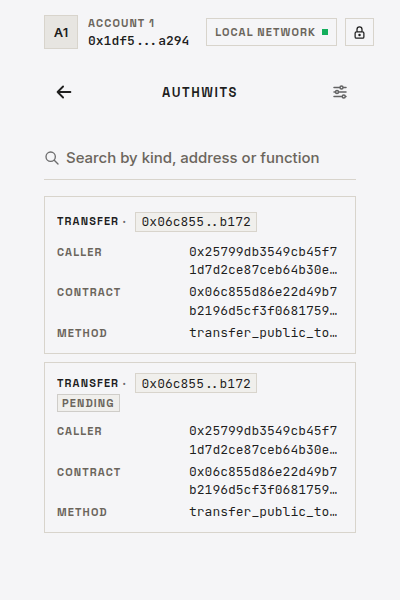 A1
ACCOUNT 1
0x1df5...a294
LOCAL NETWORK
AUTHWITS
Search by kind, address or function
TRANSFER · 0x06c855..b172
CALLER 0x25799db3549cb45f7
1d7d2ce87ceb64b30e…
CONTRACT 0x06c855d86e22d49b7
b2196d5cf3f0681759…
METHOD transfer_public_to…
TRANSFER · 0x06c855..b172
PENDING
CALLER 0x25799db3549cb45f7
1d7d2ce87ceb64b30e…
CONTRACT 0x06c855d86e22d49b7
b2196d5cf3f0681759…
METHOD transfer_public_to…